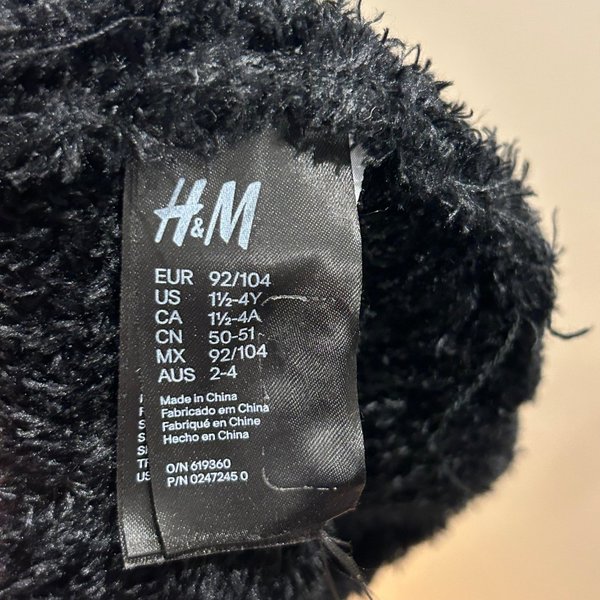 H&M
EUR 92/104
US 1½-4Y
CA 1½-4A
CN 50-51
MX 92/104
AUS 2-4
Made in China
Fabricado em China
Fabriqué en Chine
Hecho en China
O/N 619360
P/N 0247245 0